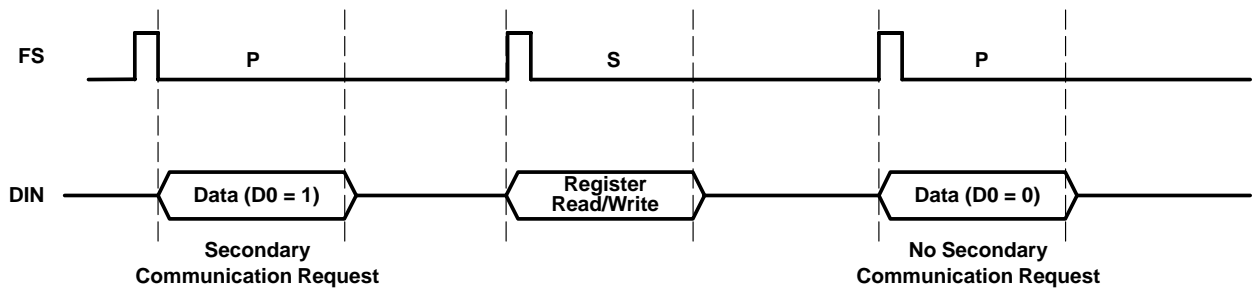 FS
P
S
P
DIN
Data (D0 = 1)
Register
Read/Write
Data (D0 = 0)
Secondary
Communication Request
No Secondary
Communication Request